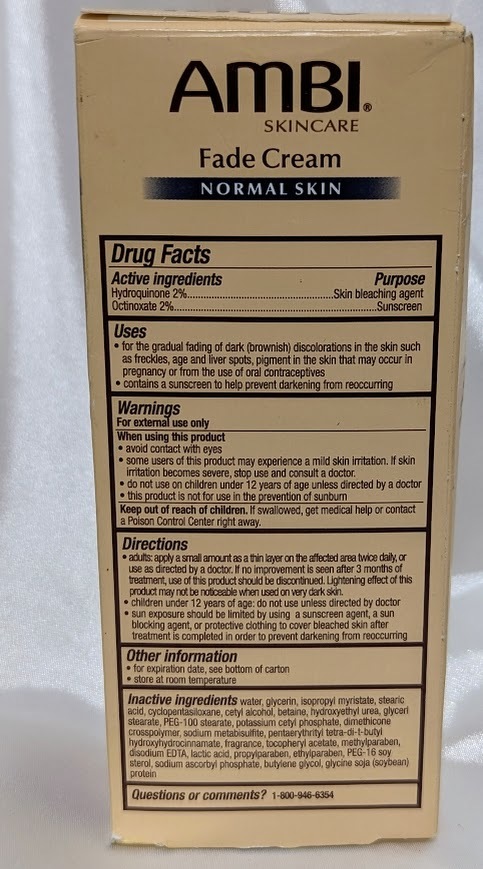 AMBI®
SKINCARE
Fade Cream
NORMAL SKIN
Drug Facts
Active ingredients Purpose
Hydroquinone 2%........................................Skin bleaching agent
Octinoxate 2%......................................................Sunscreen
Uses
• for the gradual fading of dark (brownish) discolorations in the skin such
as freckles, age and liver spots, pigment in the skin that may occur in
pregnancy or from the use of oral contraceptives
• contains a sunscreen to help prevent darkening from reoccurring
Warnings
For external use only
When using this product
• avoid contact with eyes
• some users of this product may experience a mild skin irritation. If skin
irritation becomes severe, stop use and consult a doctor.
• do not use on children under 12 years of age unless directed by a doctor
• this product is not for use in the prevention of sunburn
Keep out of reach of children. If swallowed, get medical help or contact
a Poison Control Center right away.
Directions
• adults: apply a small amount as a thin layer on the affected area twice daily, or
use as directed by a doctor. If no improvement is seen after 3 months of
treatment, use of this product should be discontinued. Lightening effect of this
product may not be noticeable when used on very dark skin.
• children under 12 years of age: do not use unless directed by doctor
• sun exposure should be limited by using a sunscreen agent, a sun
blocking agent, or protective clothing to cover bleached skin after
treatment is completed in order to prevent darkening from reoccurring
Other information
• for expiration date, see bottom of carton
• store at room temperature
Inactive ingredients water, glycerin, isopropyl myristate, stearic
acid, cyclopentasiloxane, cetyl alcohol, betaine, hydroxyethyl urea, glyceri
stearate, PEG-100 stearate, potassium cetyl phosphate, dimethicone
crosspolymer, sodium metabisulfite, pentaerythrityl tetra-di-t-butyl
hydroxyhydrocinnamate, fragrance, tocopheryl acetate, methylparaben,
disodium EDTA, lactic acid, propylparaben, ethylparaben, PEG-16 soy
sterol, sodium ascorbyl phosphate, butylene glycol, glycine soja (soybean)
protein
Questions or comments? 1-800-946-6354